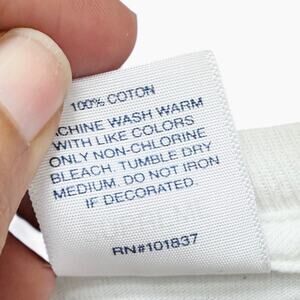 100% COTTON
ACHINE WASH WARM
WITH LIKE COLORS
ONLY NON-CHLORINE
BLEACH. TUMBLE DRY
MEDIUM. DO NOT IRON
IF DECORATED.
RN#101837